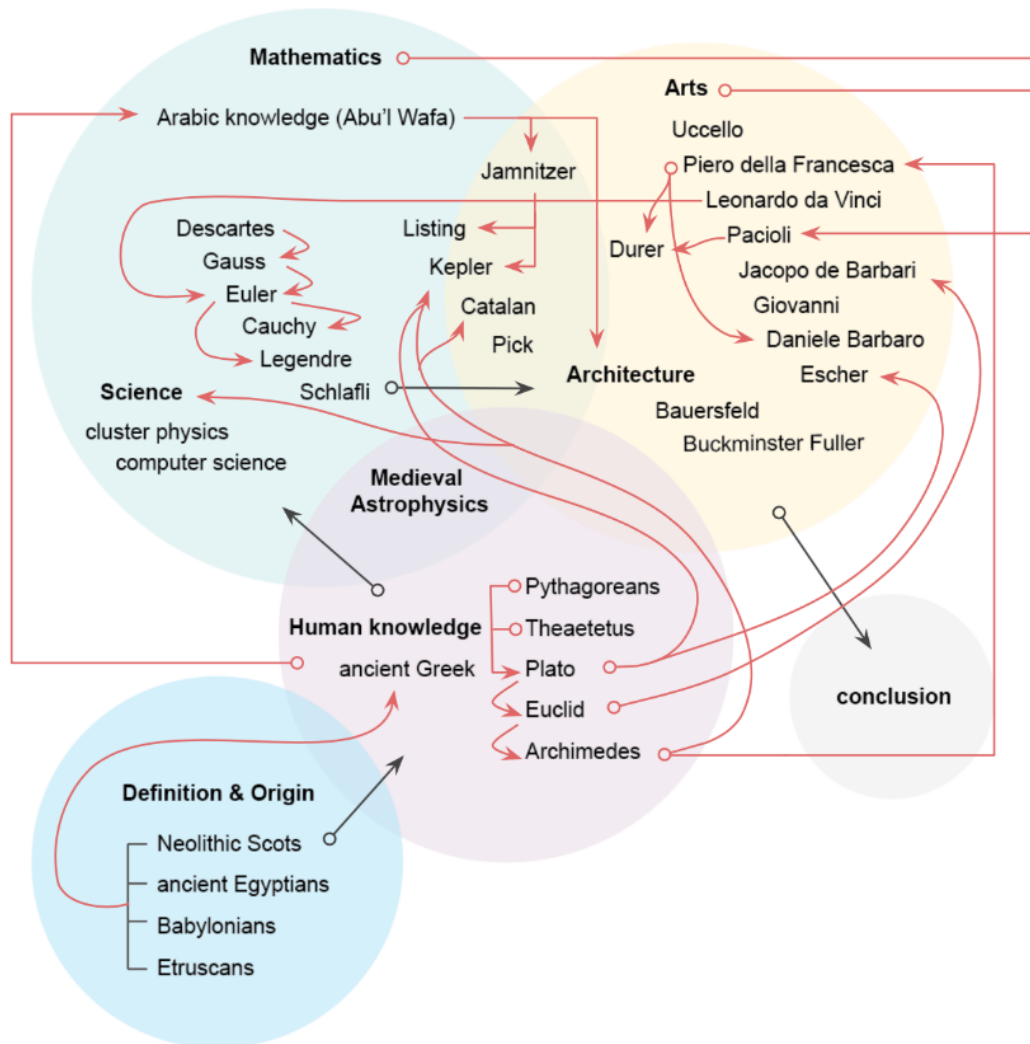 Mathematics
Arts
Arabic knowledge (Abu'l Wafa)
Uccello
Jamnitzer
Piero della Francesca
Leonardo da Vinci
Descartes
Listing
Durer
Pacioli
Gauss
Kepler
Jacopo de Barbari
Euler
Catalan
Giovanni
Cauchy
Pick
Daniele Barbaro
Legendre
Architecture
Escher
Science
Schlafli
Bauersfeld
cluster physics
Buckminster Fuller
computer science
Medieval
Astrophysics
Pythagoreans
Human knowledge
Theaetetus
ancient Greek
Plato
conclusion
Euclid
Archimedes
Definition & Origin
Neolithic Scots
ancient Egyptians
Babylonians
Etruscans